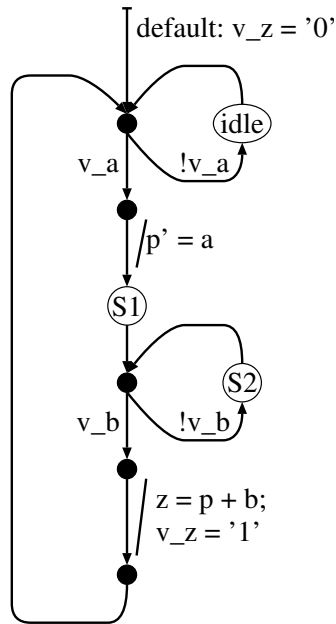 default: v_z = '0'
idle
v_a
!v_a
p' = a
S1
S2
v_b
!v_b
z = p + b;
v_z = '1'